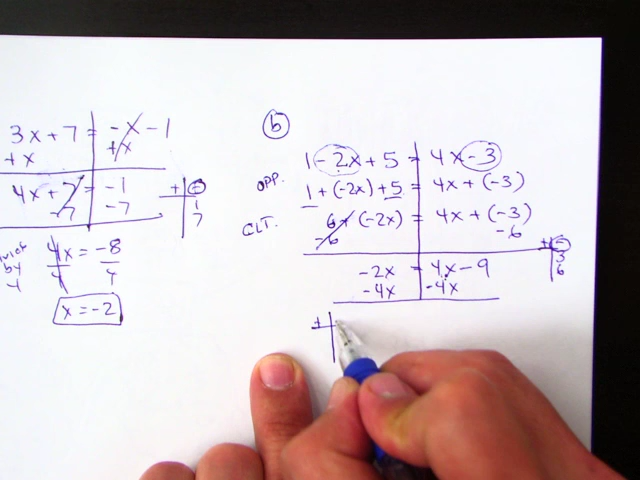 3x + 7 = -x - 1
+x +x
4x + 7 = -1
-7 -7
+ -
1
7
4x = -8
4 4
by
4
x = -2
b
1 - 2x + 5 = 4x - 3
OPP. 1 + (-2x) + 5 = 4x + (-3)
CLT. 6 + (-2x) = 4x + (-3)
-6 -6
+ -
3
6
-2x = 4x - 9
-4x -4x
+